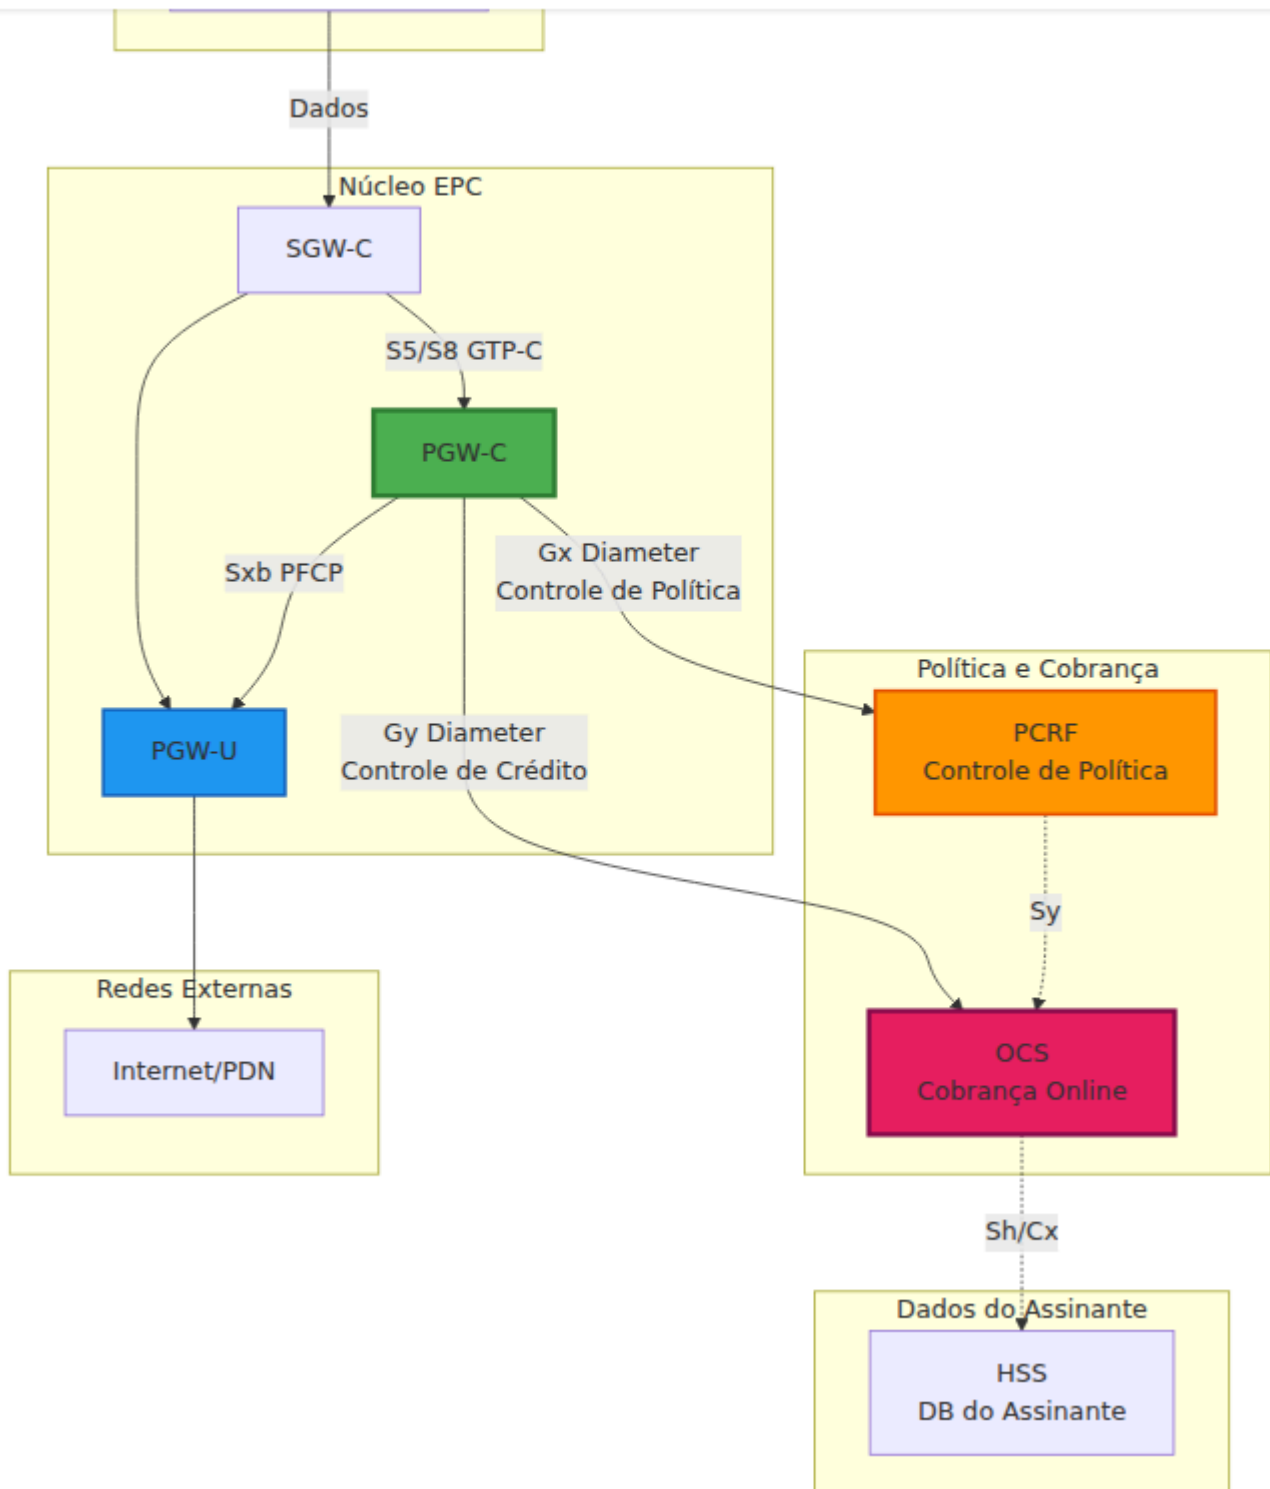 Dados
Núcleo EPC
SGW-C
S5/S8 GTP-C
PGW-C
Sxb PFCP
Gx Diameter
Controle de Política
Política e Cobrança
PCRF
Controle de Política
PGW-U
Gy Diameter
Controle de Crédito
Sy
Redes Externas
Internet/PDN
OCS
Cobrança Online
Sh/Cx
Dados do Assinante
HSS
DB do Assinante